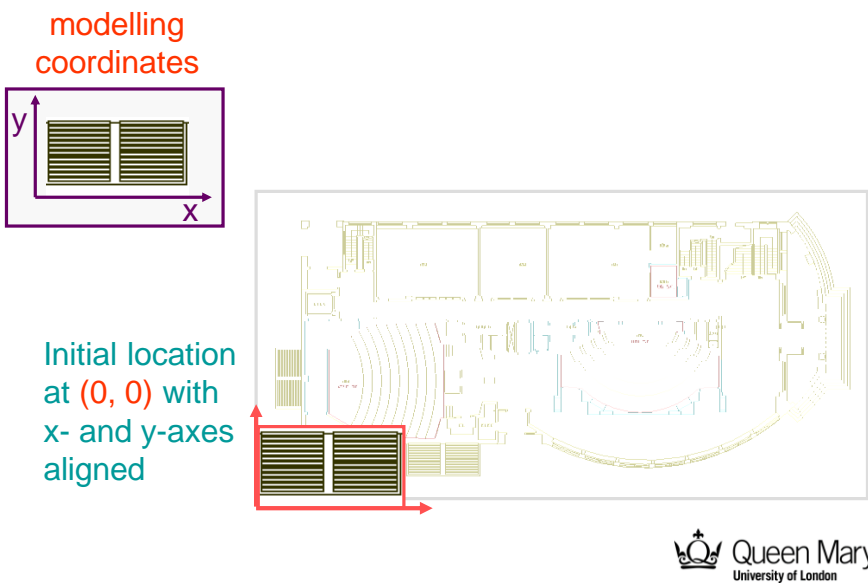 modelling
coordinates
y
x
Initial location
at (0, 0) with
x- and y-axes
aligned
Queen Mary
University of London